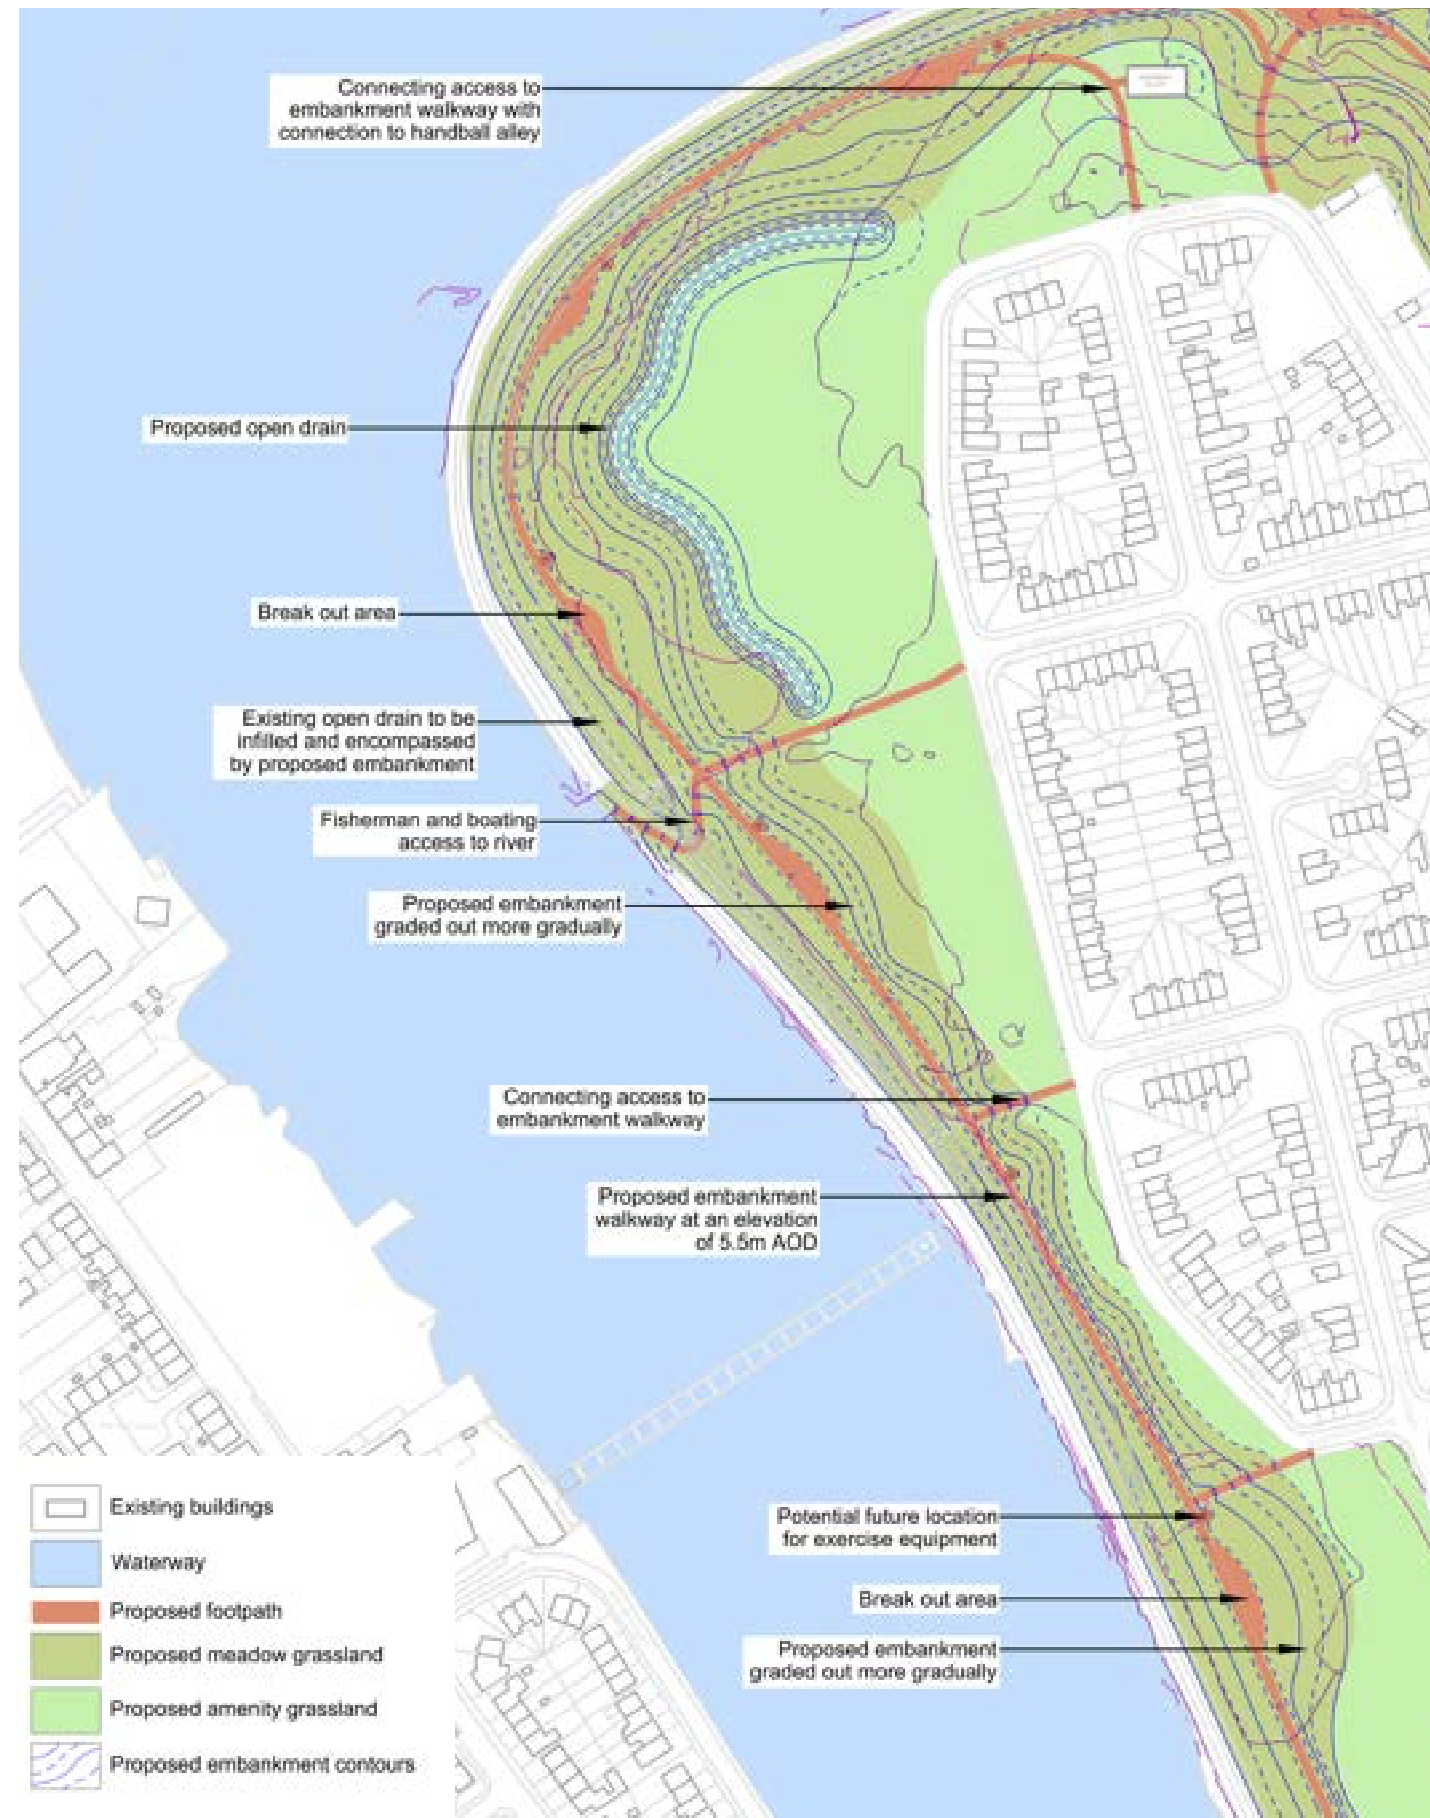 Connecting access to
embankment walkway with
connection to handball alley
Proposed open drain
Break out area
Existing open drain to be
infilled and encompassed
by proposed embankment
Fisherman and boating
access to river
Proposed embankment
graded out more gradually
Connecting access to
embankment walkway
Proposed embankment
walkway at an elevation
of 5.5m AOD
Potential future location
for exercise equipment
Break out area
Proposed embankment
graded out more gradually
Existing buildings
Waterway
Proposed footpath
Proposed meadow grassland
Proposed amenity grassland
Proposed embankment contours